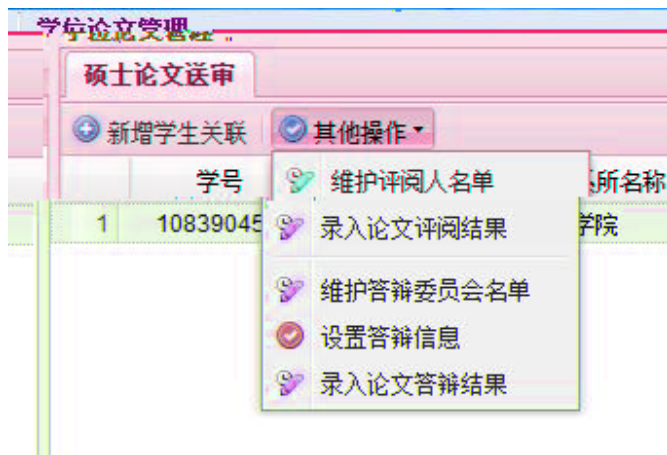 学位论文管理
硕士论文送审
新增学生关联 其他操作
学号 所名称
1 10839045 学院
维护评阅人名单
录入论文评阅结果
维护答辩委员会名单
设置答辩信息
录入论文答辩结果